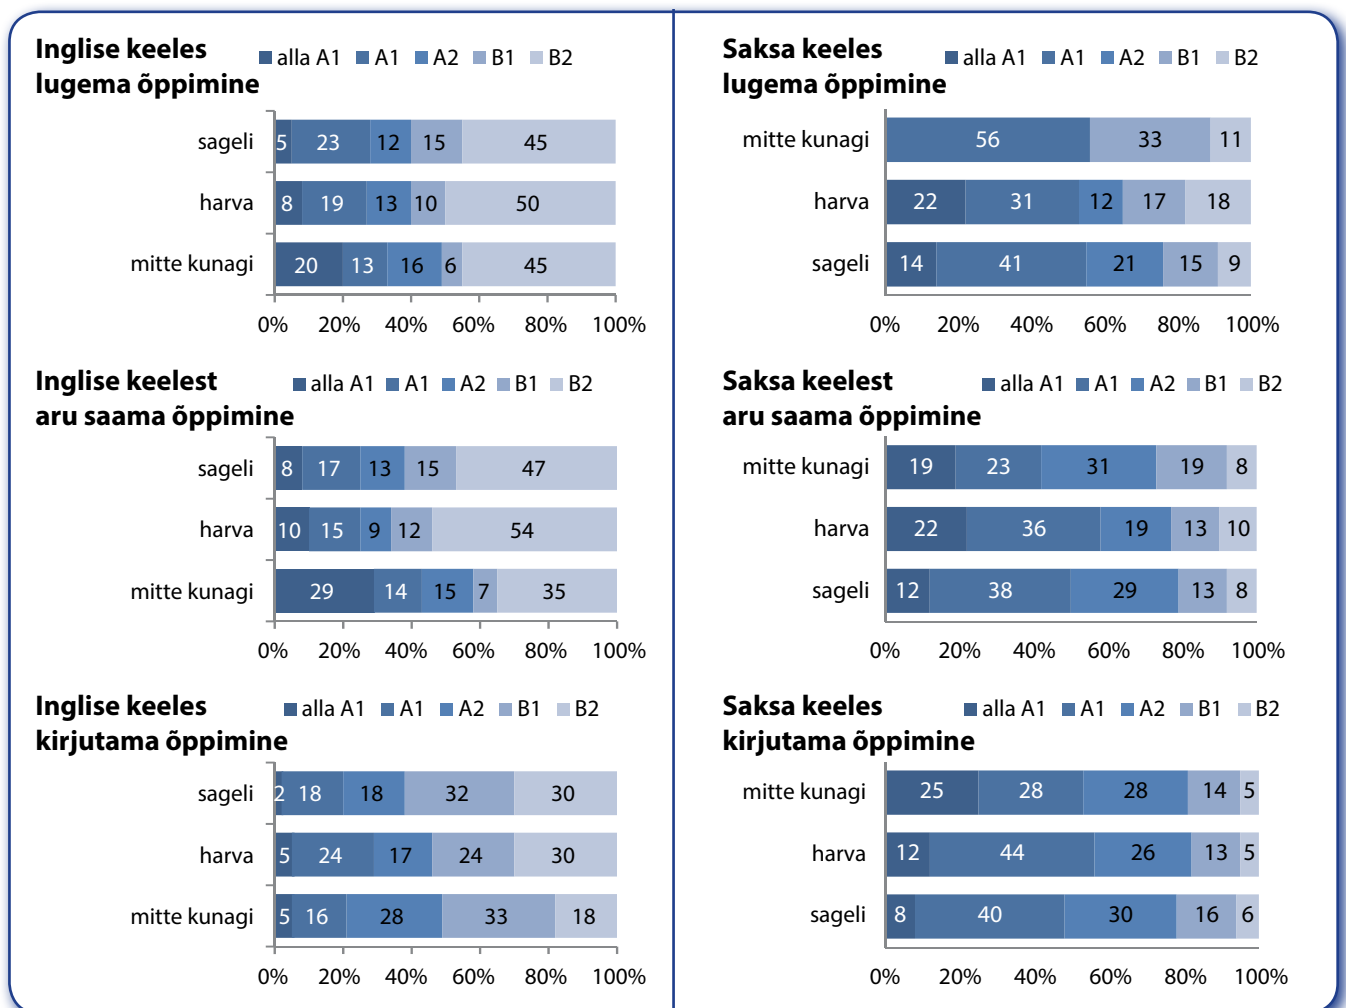 Inglise keeles
lugema õppimine
alla A1 A1 A2 B1 B2
sageli 5 23 12 15 45
harva 8 19 13 10 50
mitte kunagi 20 13 16 6 45
0% 20% 40% 60% 80% 100%
Inglise keelest
aru saama õppimine
alla A1 A1 A2 B1 B2
sageli 8 17 13 15 47
harva 10 15 9 12 54
mitte kunagi 29 14 15 7 35
0% 20% 40% 60% 80% 100%
Inglise keeles
kirjutama õppimine
alla A1 A1 A2 B1 B2
sageli 2 18 18 32 30
harva 5 24 17 24 30
mitte kunagi 5 16 28 33 18
0% 20% 40% 60% 80% 100%
Saksa keeles
lugema õppimine
alla A1 A1 A2 B1 B2
mitte kunagi 56 33 11
harva 22 31 12 17 18
sageli 14 41 21 15 9
0% 20% 40% 60% 80% 100%
Saksa keelest
aru saama õppimine
alla A1 A1 A2 B1 B2
mitte kunagi 19 23 31 19 8
harva 22 36 19 13 10
sageli 12 38 29 13 8
0% 20% 40% 60% 80% 100%
Saksa keeles
kirjutama õppimine
alla A1 A1 A2 B1 B2
mitte kunagi 25 28 28 14 5
harva 12 44 26 13 5
sageli 8 40 30 16 6
0% 20% 40% 60% 80% 100%